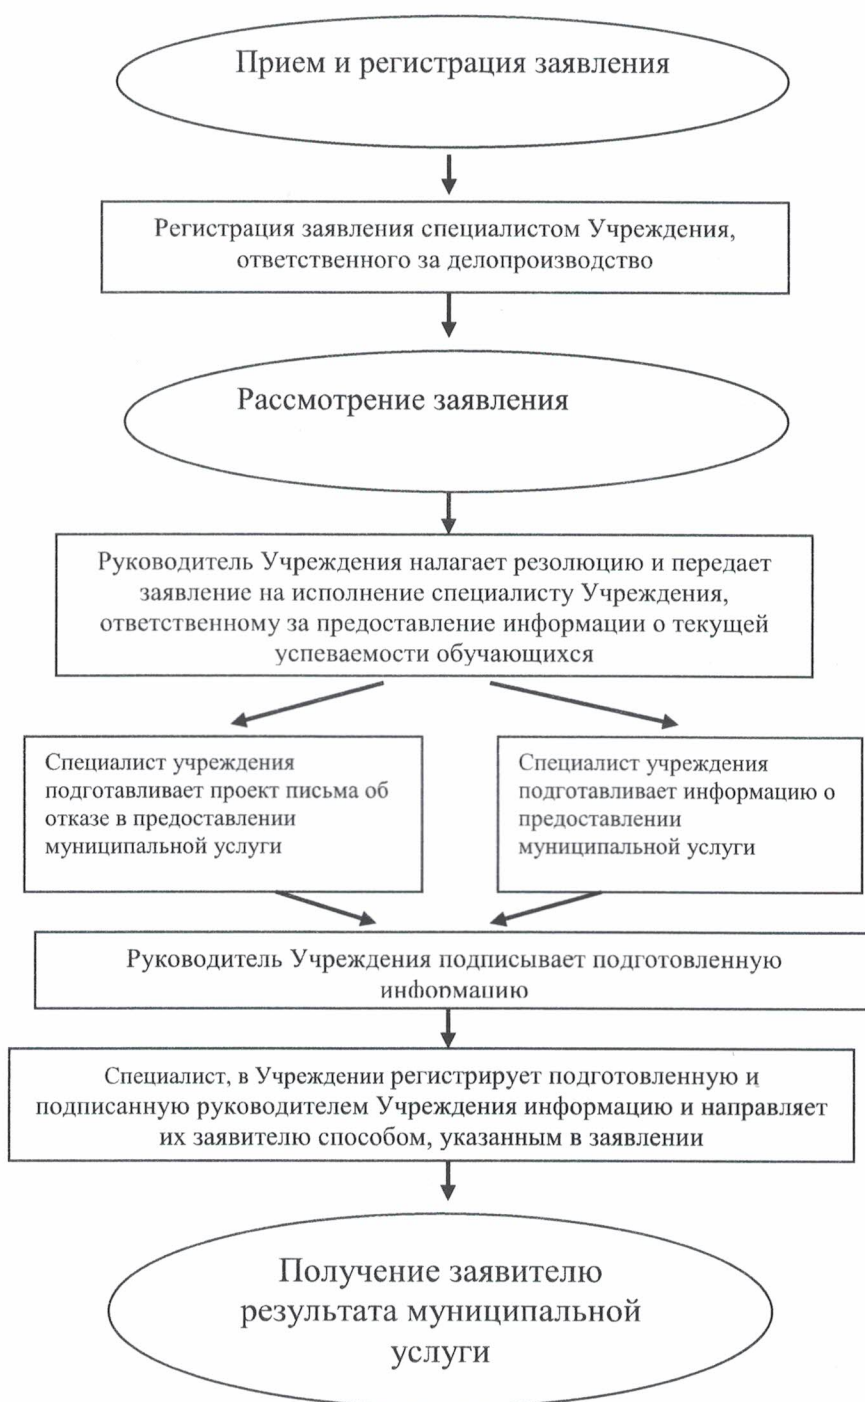 Прием и регистрация заявления
Регистрация заявления специалистом Учреждения,
ответственного за делопроизводство
Рассмотрение заявления
Руководитель Учреждения налагает резолюцию и передает
заявление на исполнение специалисту Учреждения,
ответственному за предоставление информации о текущей
успеваемости обучающихся
Специалист учреждения
подготавливает проект письма об
отказе в предоставлении
муниципальной услуги
Специалист учреждения
подготавливает информацию о
предоставлении
муниципальной услуги
Руководитель Учреждения подписывает подготовленную
информацию
Специалист, в Учреждении регистрирует подготовленную и
подписанную руководителем Учреждения информацию и направляет
их заявителю способом, указанным в заявлении
Получение заявителю
результата муниципальной
услуги